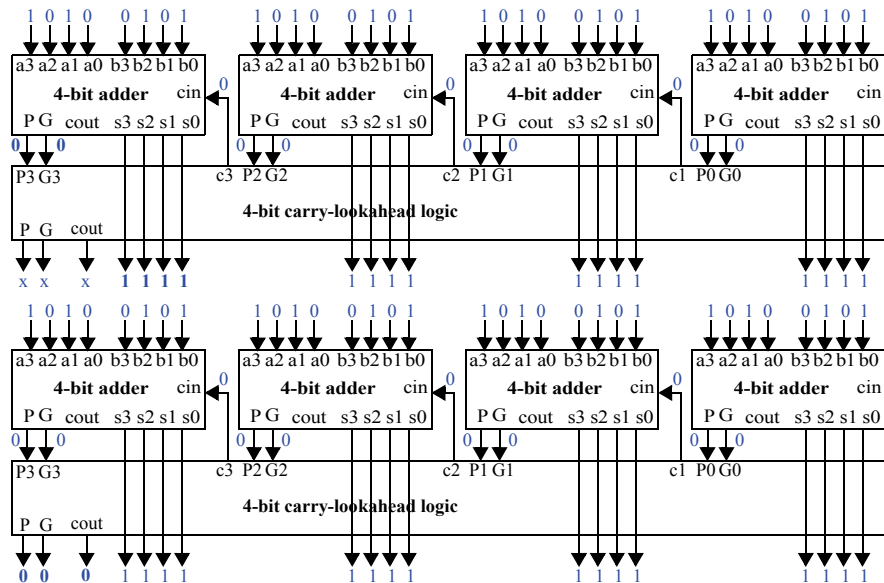 1 0 1 0 0 1 0 1 1 0 1 0 0 1 0 1 1 0 1 0 0 1 0 1 1 0 1 0 0 1 0 1
a3 a2 a1 a0 b3 b2 b1 b0 a3 a2 a1 a0 b3 b2 b1 b0 a3 a2 a1 a0 b3 b2 b1 b0 a3 a2 a1 a0 b3 b2 b1 b0
0 0 0
4-bit adder cin 4-bit adder cin 4-bit adder cin 4-bit adder
P G cout s3 s2 s1 s0 P G cout s3 s2 s1 s0 P G cout s3 s2 s1 s0 P G cout s3 s2 s1 s0
0 0 0 0 0 0 0 0
P3 G3 c3 P2 G2 c2 P1 G1 c1 P0 G0
4-bit carry-lookahead logic
P G cout
x x x 1 1 1 1 1 1 1 1 1 1 1 1 1 1 1 1
1 0 1 0 0 1 0 1 1 0 1 0 0 1 0 1 1 0 1 0 0 1 0 1 1 0 1 0 0 1 0 1
a3 a2 a1 a0 b3 b2 b1 b0 a3 a2 a1 a0 b3 b2 b1 b0 a3 a2 a1 a0 b3 b2 b1 b0 a3 a2 a1 a0 b3 b2 b1 b0
0 0 0
4-bit adder cin 4-bit adder cin 4-bit adder cin 4-bit adder
P G cout s3 s2 s1 s0 P G cout s3 s2 s1 s0 P G cout s3 s2 s1 s0 P G cout s3 s2 s1 s0
0 0 0 0 0 0 0 0
P3 G3 c3 P2 G2 c2 P1 G1 c1 P0 G0
4-bit carry-lookahead logic
P G cout
0 0 0 1 1 1 1 1 1 1 1 1 1 1 1 1 1 1 1